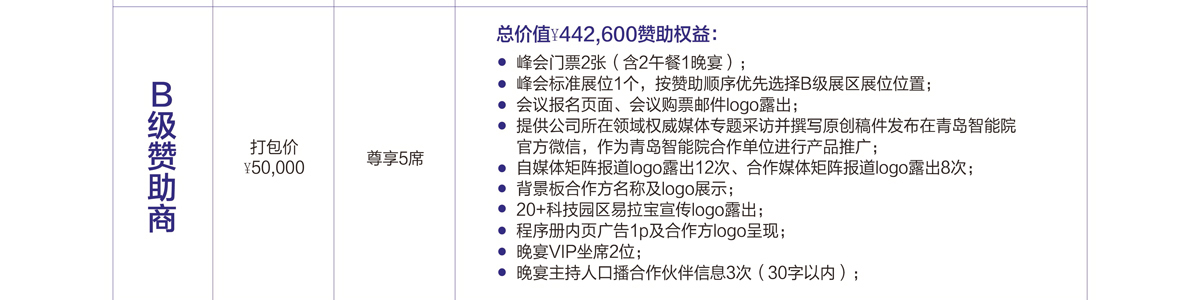 B级赞助商
打包价
¥50,000
尊享5席
总价值¥442,600赞助权益：
● 峰会门票2张（含2午餐1晚宴）；
● 峰会标准展位1个，按赞助顺序优先选择B级展区展位位置；
● 会议报名页面、会议购票邮件logo露出；
● 提供公司所在领域权威媒体专题采访并撰写原创稿件发布在青岛智能院
官方微信，作为青岛智能院合作单位进行产品推广；
● 自媒体矩阵报道logo露出12次、合作媒体矩阵报道logo露出8次；
● 背景板合作方名称及logo展示；
● 20+科技园区易拉宝宣传logo露出；
● 程序册内页广告1p及合作方logo呈现；
● 晚宴VIP坐席2位；
● 晚宴主持人口播合作伙伴信息3次（30字以内）；